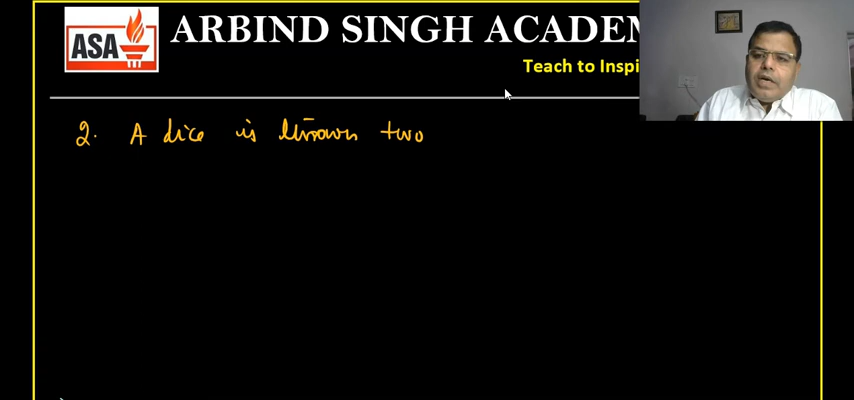 ASA
ARBIND SINGH ACADEM
Teach to Inspi
2. A dice is thrown two